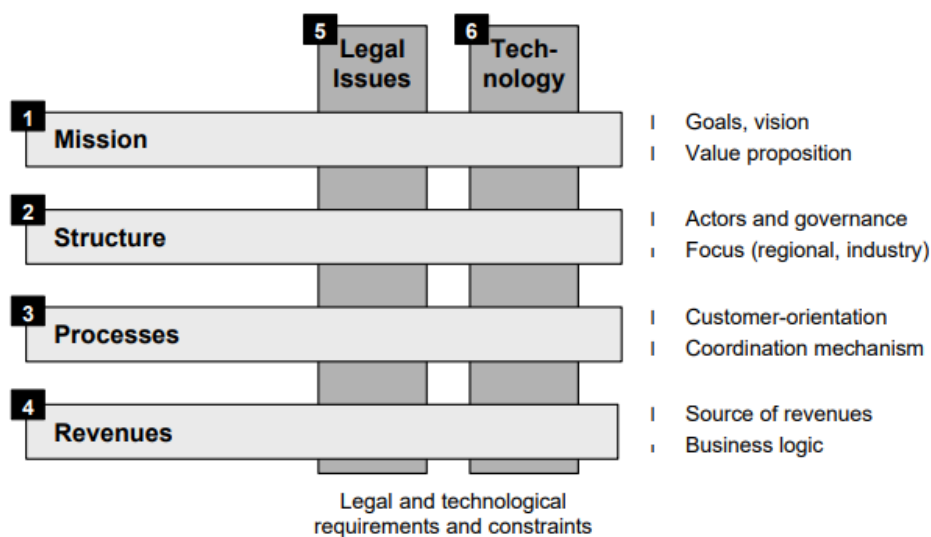 5
Legal
Issues
6
Tech-
nology
1
Mission
Goals, vision
Value proposition
2
Structure
Actors and governance
Focus (regional, industry)
3
Processes
Customer-orientation
Coordination mechanism
4
Revenues
Source of revenues
Business logic
Legal and technological
requirements and constraints